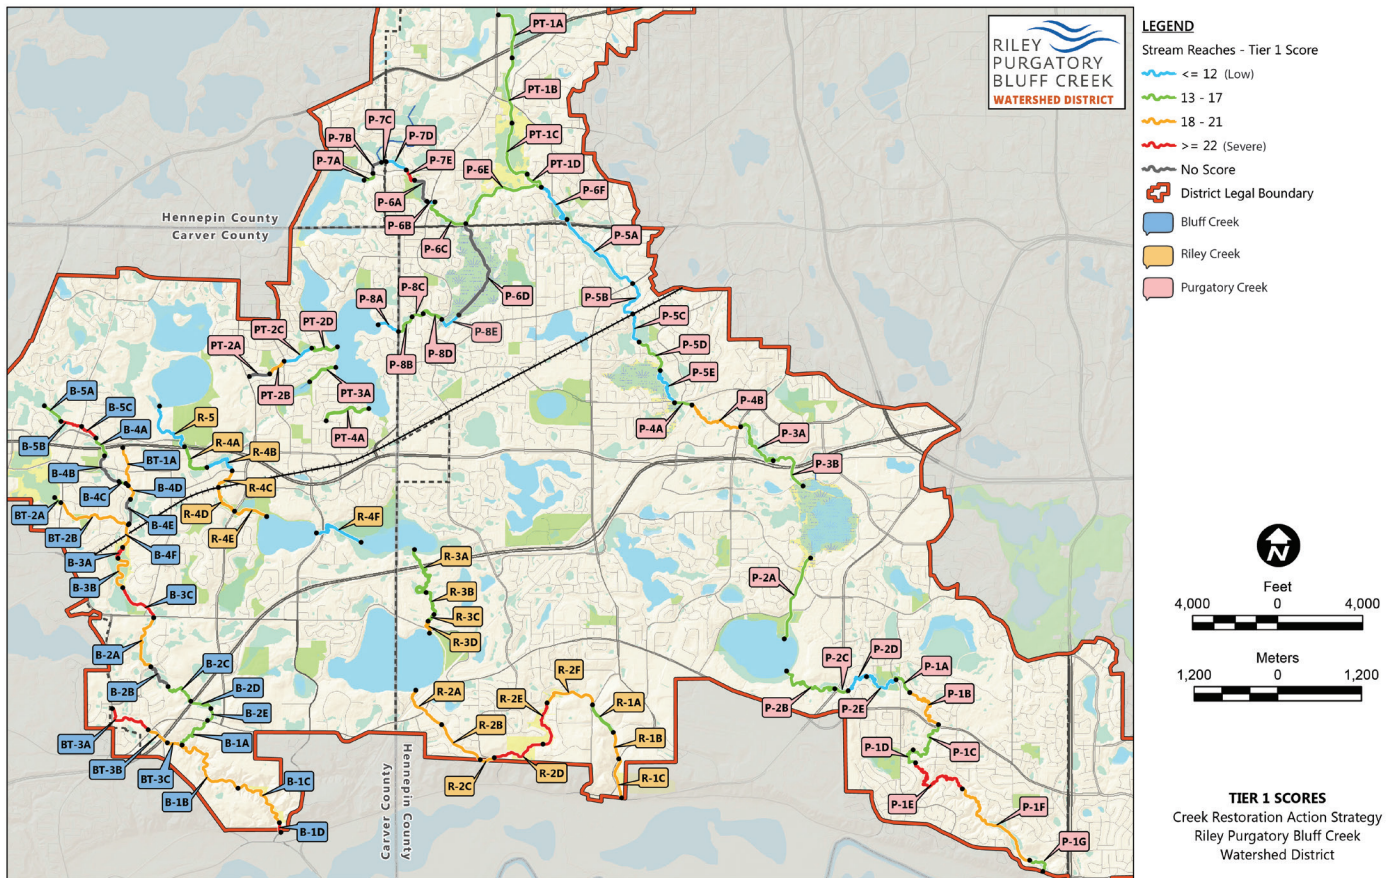 PT-1A
RILEY
PURGATORY
BLUFF CREEK
WATERSHED DISTRICT
PT-1B
P-7C
P-7B
P-7D
PT-1C
P-7A
P-7E
P-6E
PT-1D
P-6F
P-6A
P-6B
Hennepin County
Carver County
P-6C
P-5A
P-6D
P-8A
P-8C
P-5B
PT-2C
PT-2D
P-8E
P-5C
PT-2A
P-8B
P-8D
P-5D
PT-2B
PT-3A
P-5E
B-5A
B-5C
R-5
PT-4A
P-4A
P-4B
B-4A
B-5B
R-4A
P-3A
R-4B
BT-1A
P-3B
B-4B
B-4D
R-4C
B-4C
BT-2A
R-4D
R-4F
B-4E
BT-2B
R-4E
B-4F
B-3A
R-3A
B-3B
P-2A
B-3C
R-3B
R-3C
R-3D
B-2A
B-2C
P-2C
P-2D
P-1A
R-2F
B-2B
B-2D
R-2A
P-1B
R-2E
B-2E
P-2B
P-2E
R-1A
R-2B
BT-3A
B-1A
R-1B
P-1D
P-1C
BT-3B
BT-3C
R-2D
R-1C
B-1C
R-2C
B-1B
P-1E
P-1F
B-1D
P-1G
Carver County
Hennepin County
LEGEND
Stream Reaches - Tier 1 Score
<= 12 (Low)
13 - 17
18 - 21
>= 22 (Severe)
No Score
District Legal Boundary
Bluff Creek
Riley Creek
Purgatory Creek
N
Feet
4,000 0 4,000
Meters
1,200 0 1,200
TIER 1 SCORES
Creek Restoration Action Strategy
Riley Purgatory Bluff Creek
Watershed District